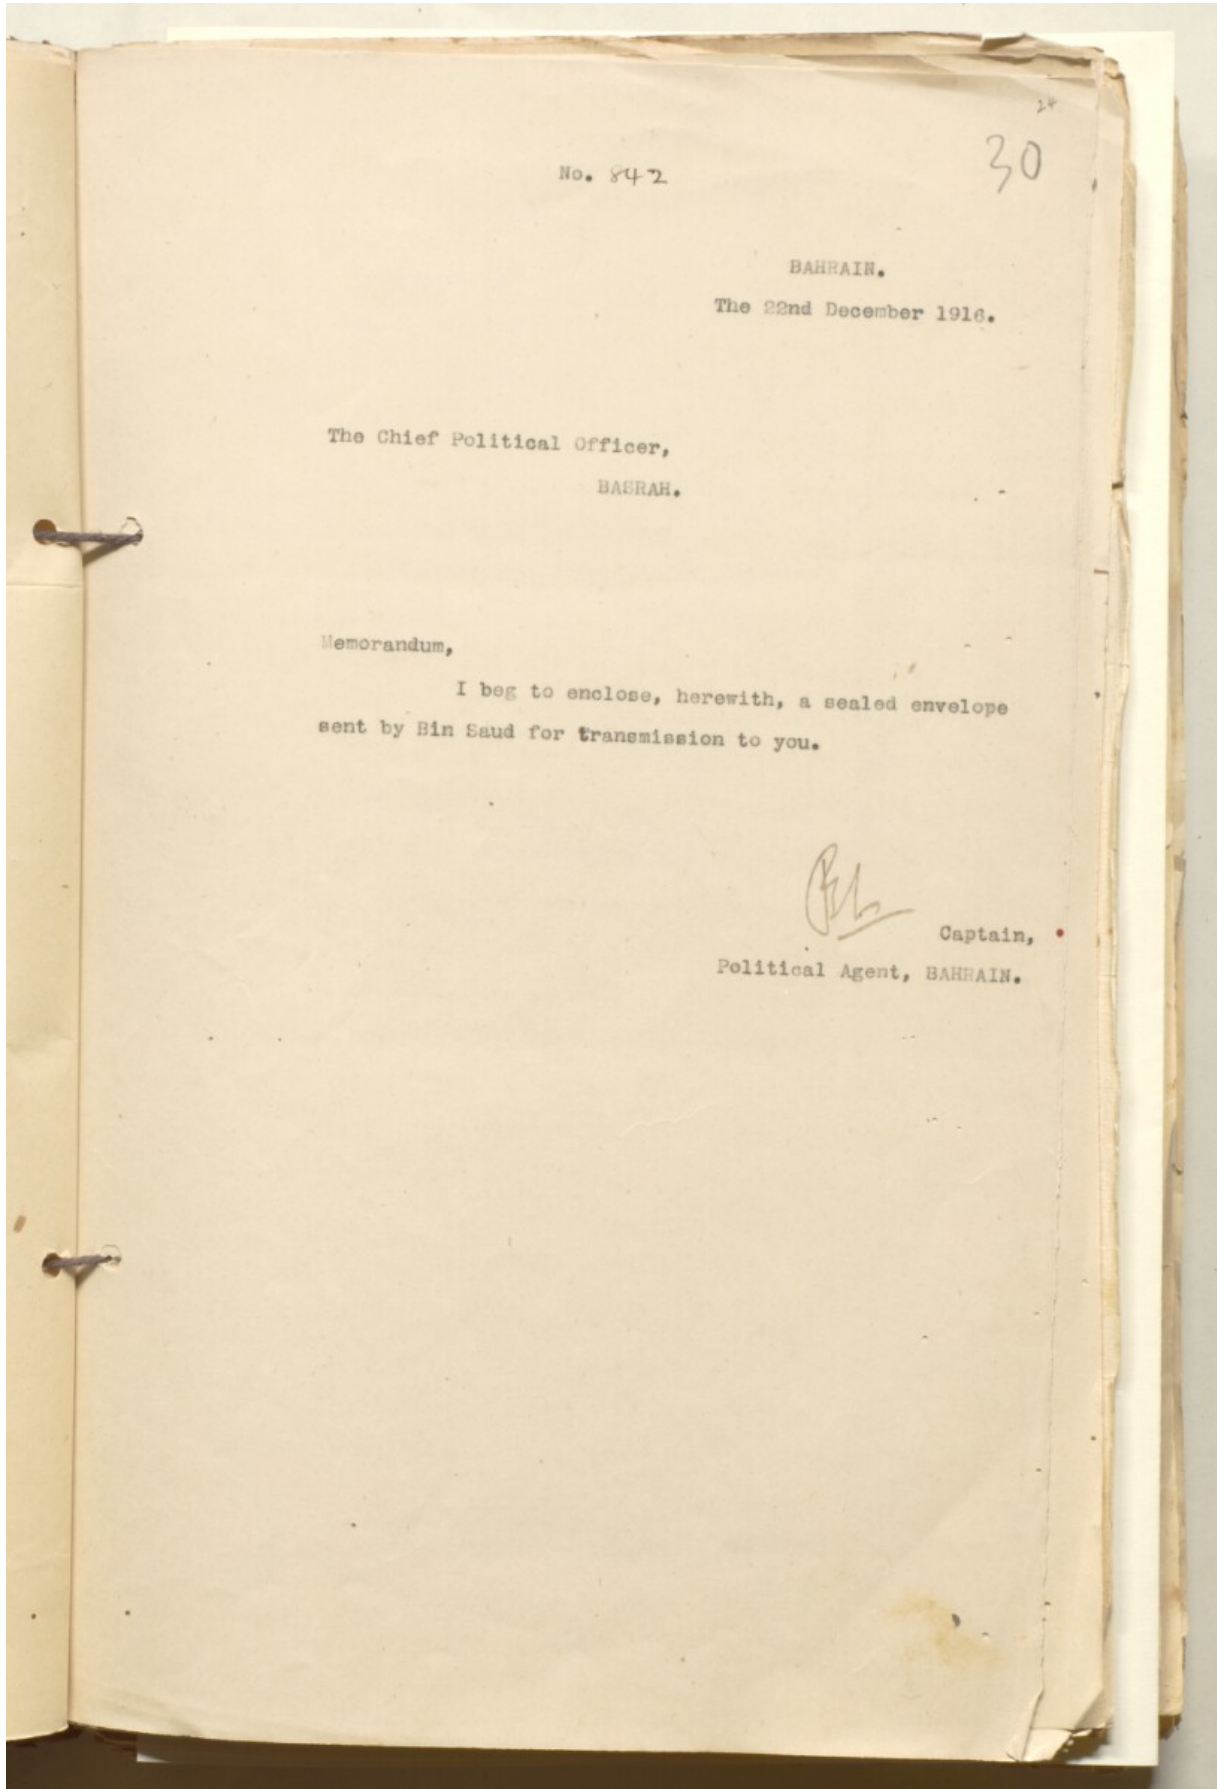 24
30
No. 842
BAHRAIN.
The 22nd December 1916.
The Chief Political Officer,
BASRAH.
Memorandum,
I beg to enclose, herewith, a sealed envelope
sent by Bin Saud for transmission to you.
Captain,
Political Agent, BAHRAIN.